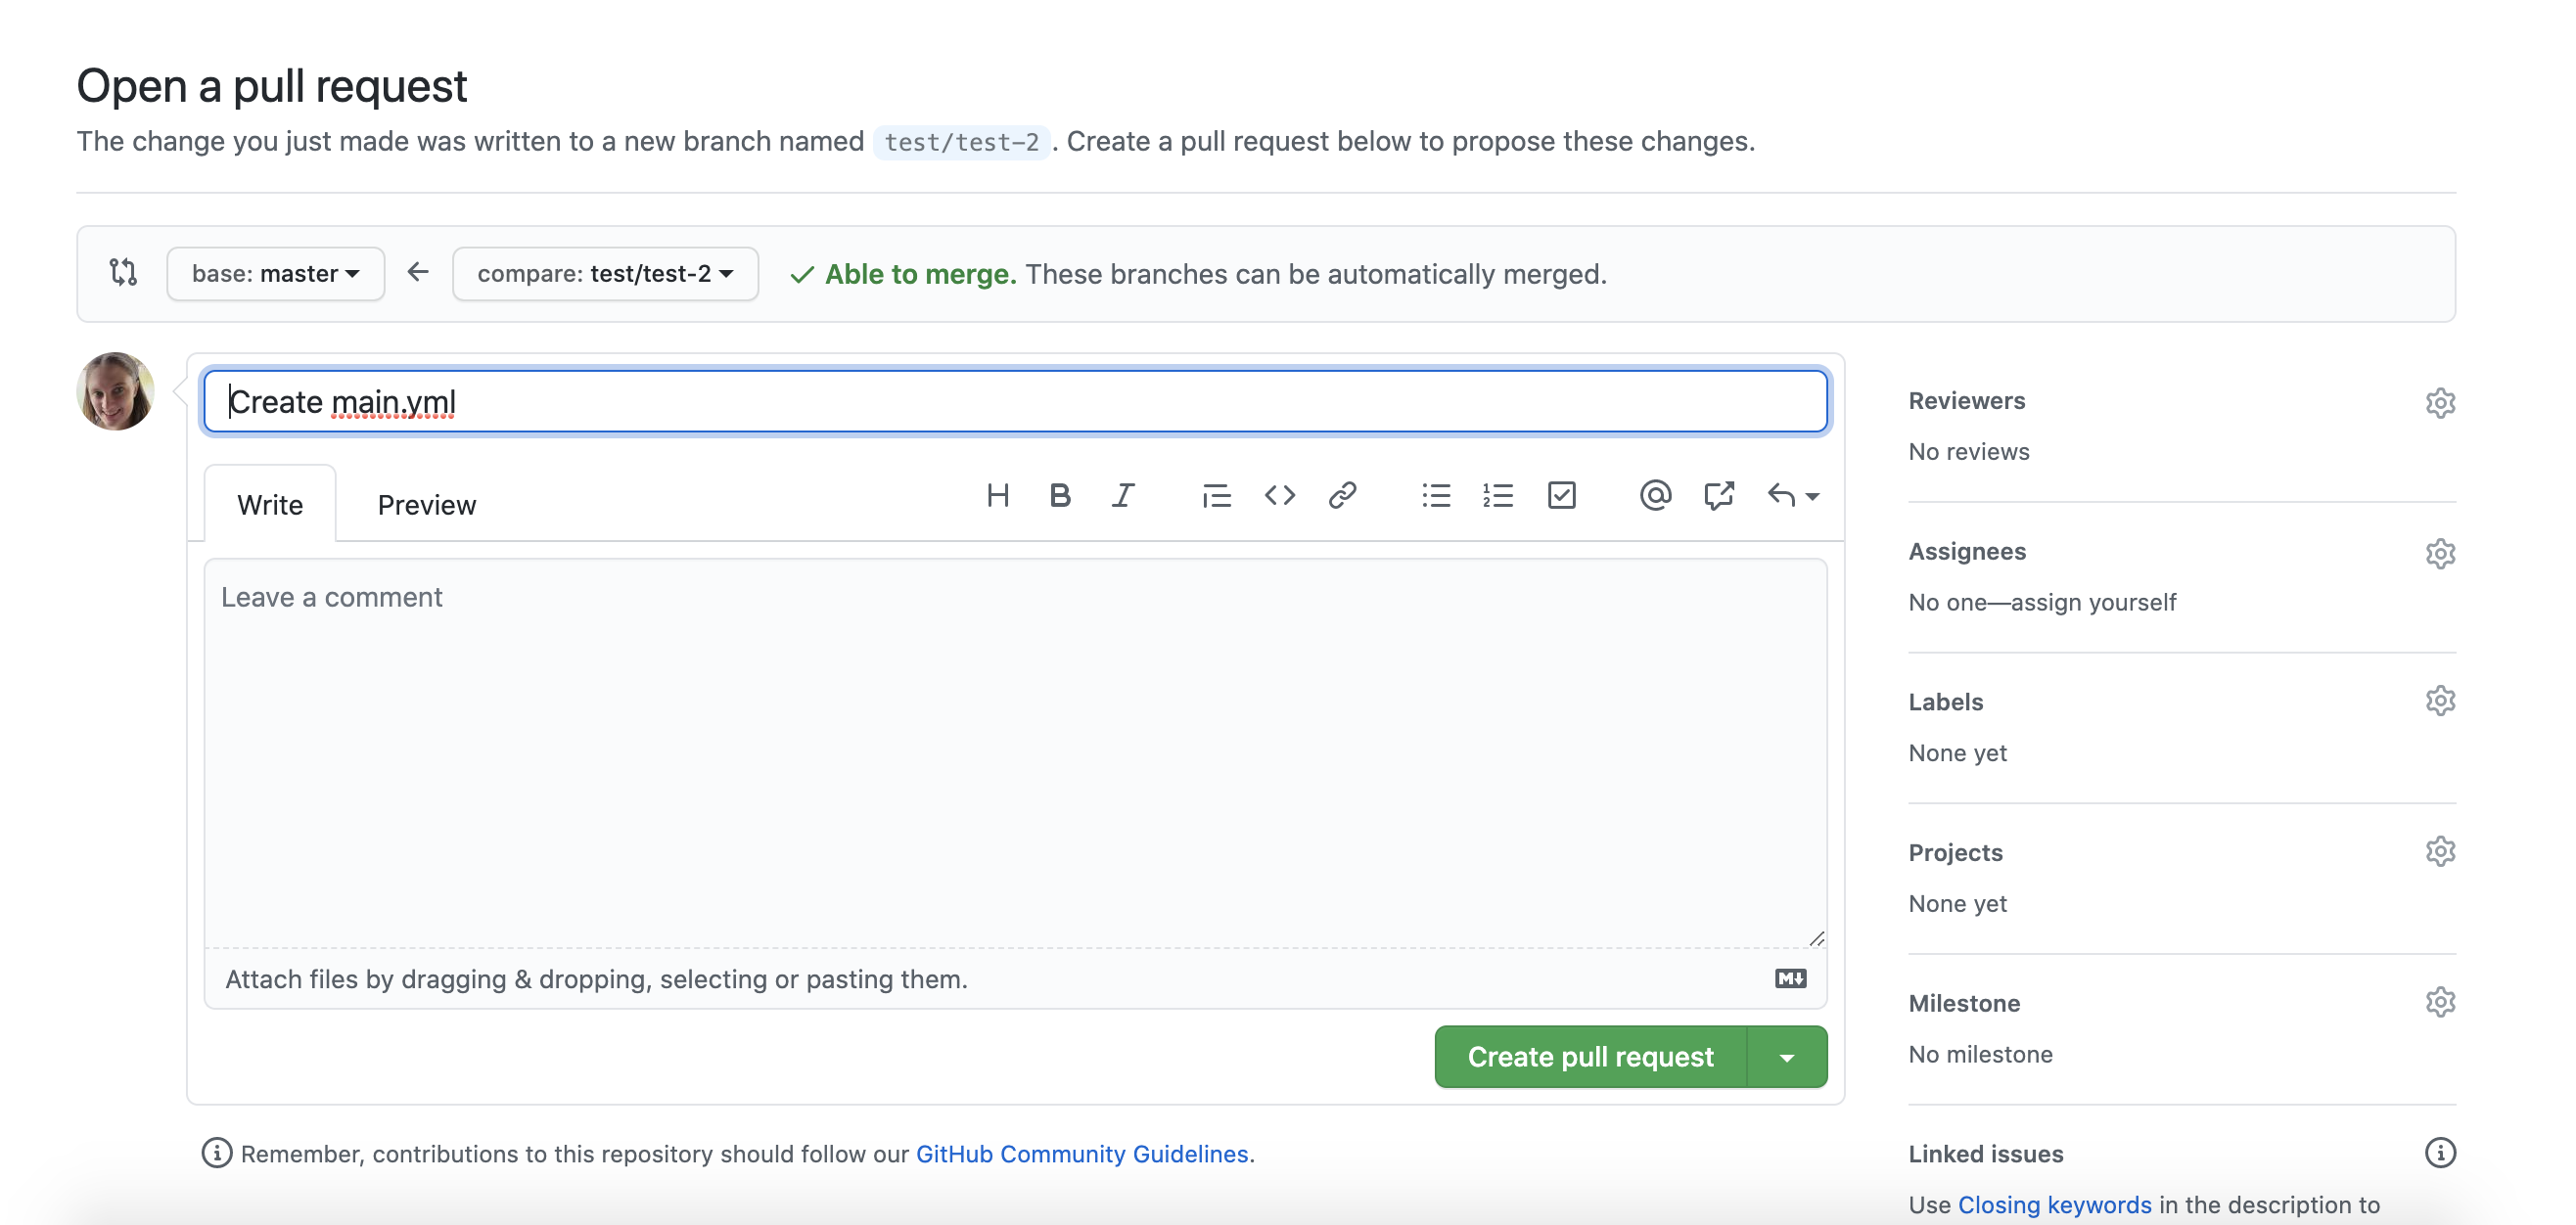 Open a pull request
The change you just made was written to a new branch named test/test-2. Create a pull request below to propose these changes.
base: master
compare: test/test-2
Able to merge. These branches can be automatically merged.
Create main.yml
Write
Preview
Leave a comment
Attach files by dragging & dropping, selecting or pasting them.
Create pull request
Remember, contributions to this repository should follow our GitHub Community Guidelines.
Reviewers
No reviews
Assignees
No one—assign yourself
Labels
None yet
Projects
None yet
Milestone
No milestone
Linked issues
Use Closing keywords in the description to